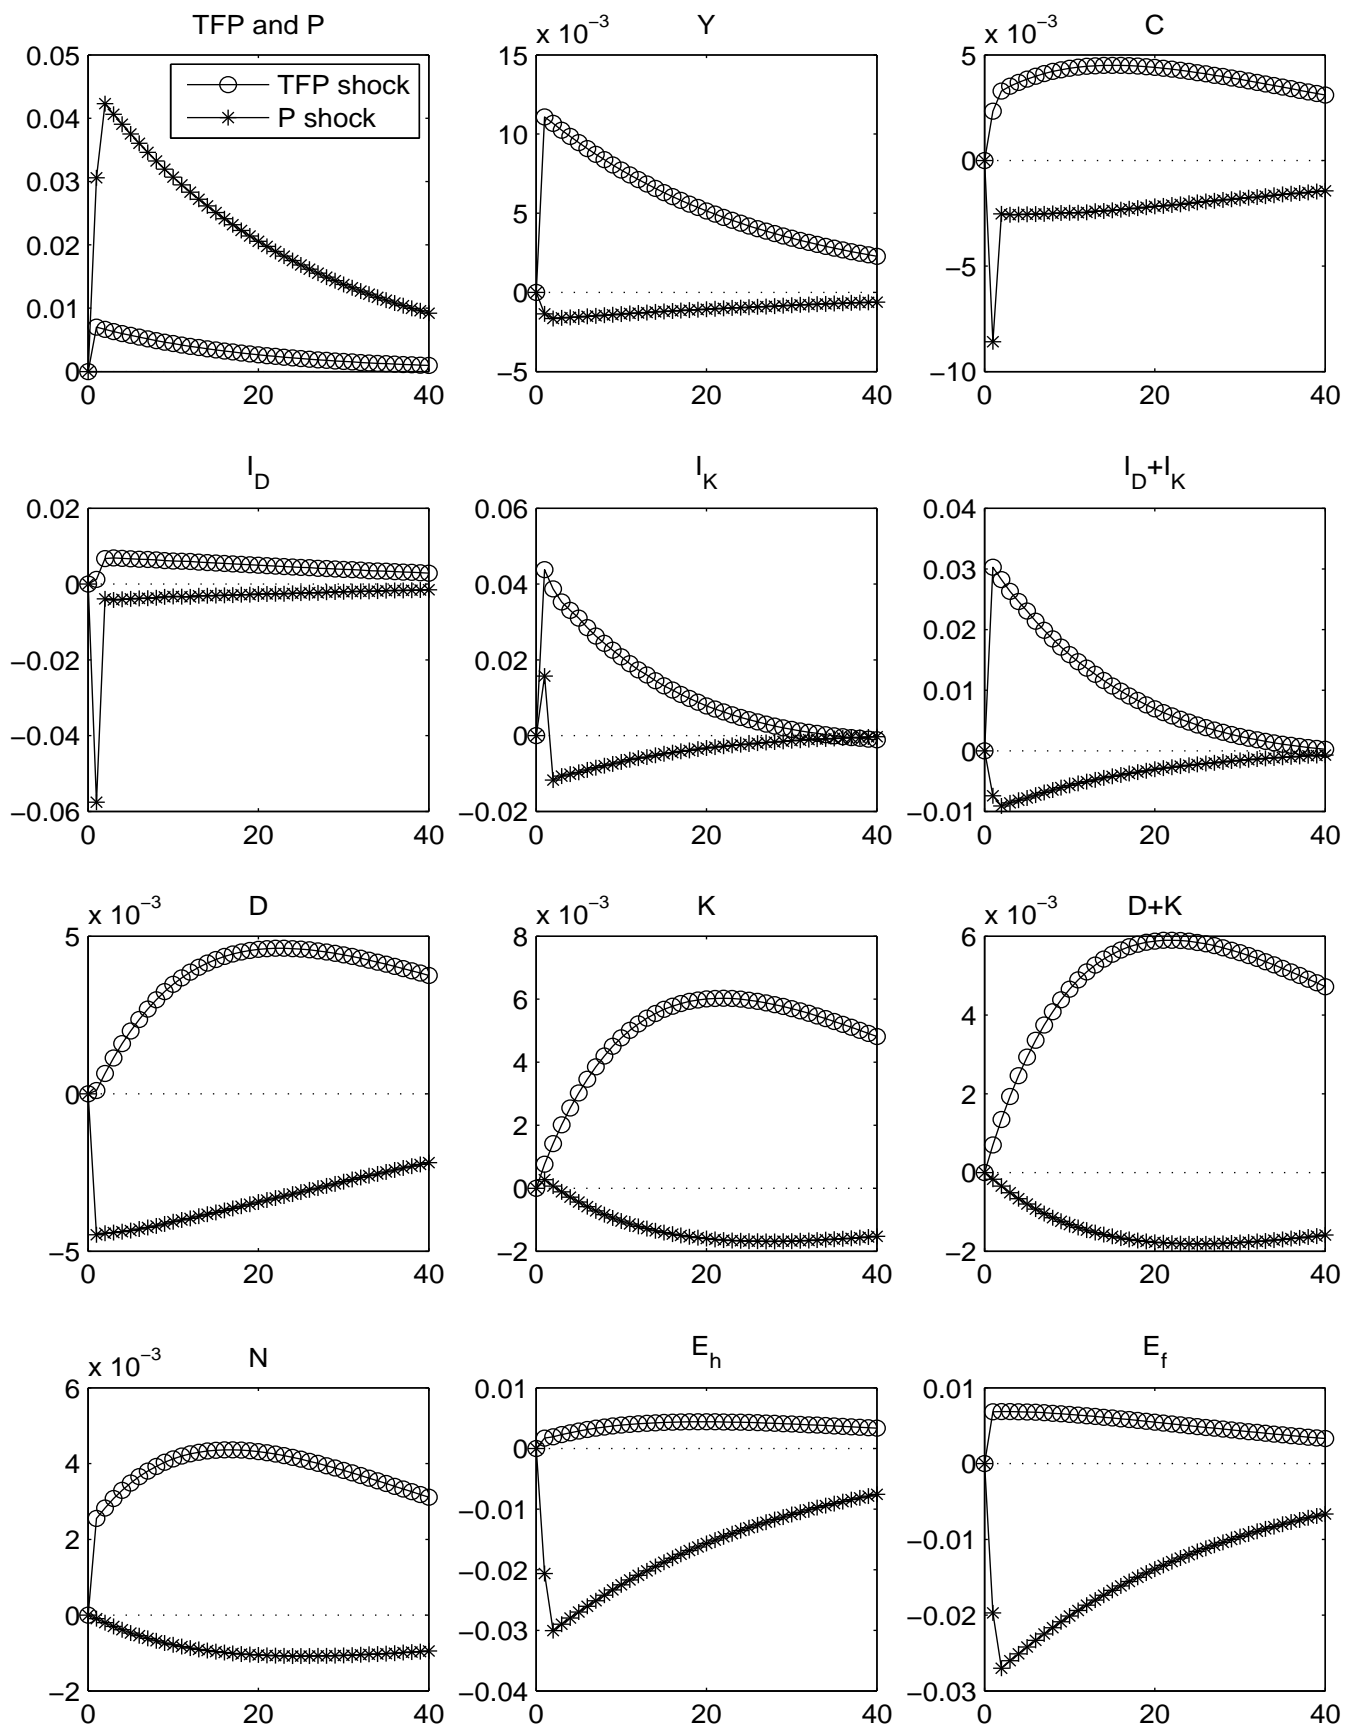 TFP and P
0.05
0.04
0.03
0.02
0.01
0
0 20 40
TFP shock
P shock
x 10⁻³ Y
15
10
5
0
−5
0 20 40
x 10⁻³ C
5
0
−5
−10
0 20 40
I_D
0.02
0
−0.02
−0.04
−0.06
0 20 40
I_K
0.06
0.04
0.02
0
−0.02
0 20 40
I_D+I_K
0.04
0.03
0.02
0.01
0
−0.01
0 20 40
x 10⁻³ D
5
0
−5
0 20 40
x 10⁻³ K
8
6
4
2
0
−2
0 20 40
x 10⁻³ D+K
6
4
2
0
−2
0 20 40
x 10⁻³ N
6
4
2
0
−2
0 20 40
E_h
0.01
0
−0.01
−0.02
−0.03
−0.04
0 20 40
E_f
0.01
0
−0.01
−0.02
−0.03
0 20 40